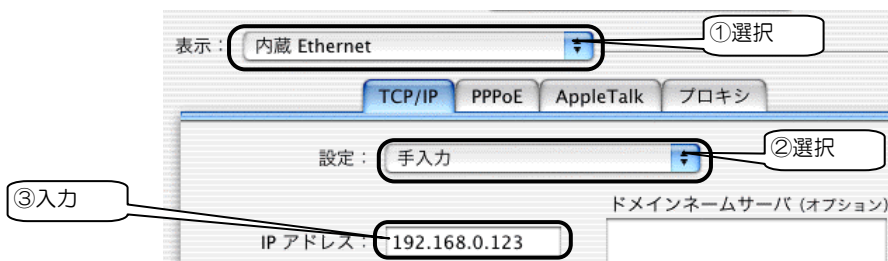 表示： 内蔵 Ethernet ①選択
TCP/IP PPPoE AppleTalk プロキシ
設定： 手入力 ②選択
③入力
ドメインネームサーバ (オプション)
IP アドレス： 192.168.0.123